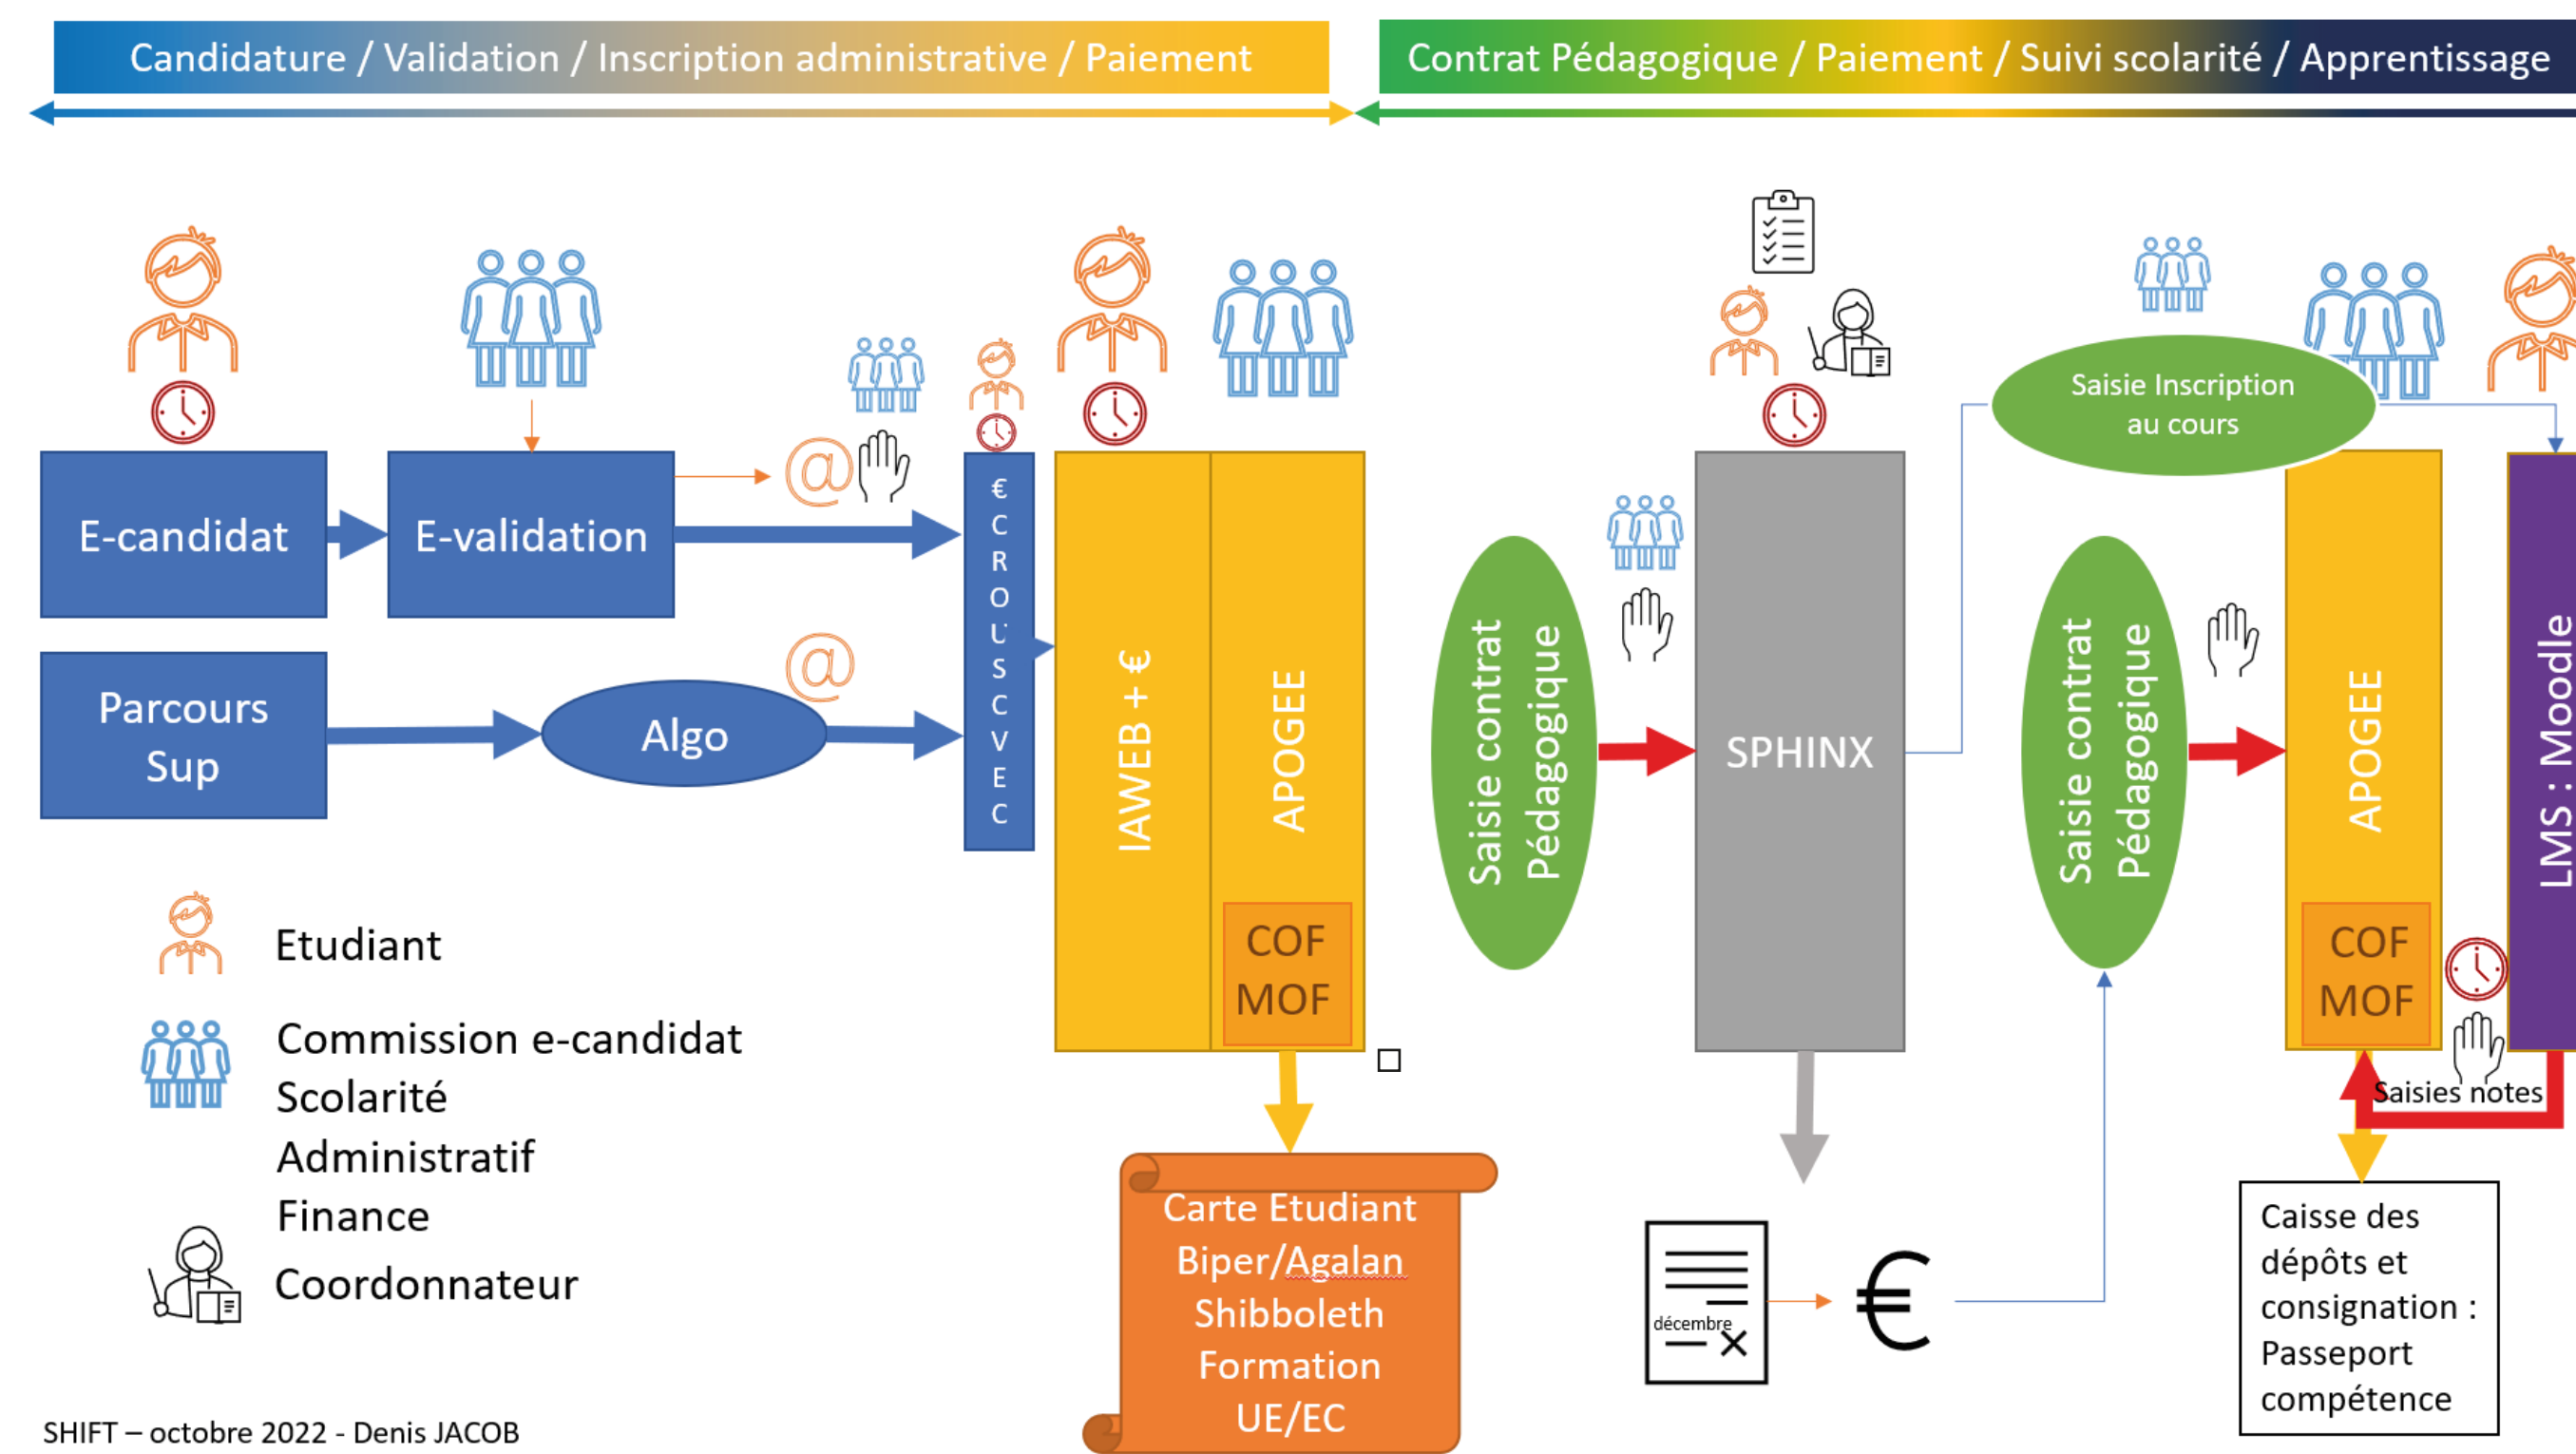 Candidature / Validation / Inscription administrative / Paiement
Contrat Pédagogique / Paiement / Suivi scolarité / Apprentissage
Saisie Inscription
au cours
@
E-candidat
E-validation
Parcours
Sup
@
Algo
€
C
R
O
U
S
C
V
E
C
IAWEB + €
APOGEE
COF
MOF
Saisie contrat
Pédagogique
SPHINX
Saisie contrat
Pédagogique
APOGEE
COF
MOF
LMS : Moodle
Saisies notes
Etudiant
Commission e-candidat
Scolarité
Administratif
Finance
Coordonnateur
Carte Etudiant
Biper/Agalan
Shibboleth
Formation
UE/EC
décembre
€
Caisse des
dépôts et
consignation :
Passeport
compétence
SHIFT – octobre 2022 - Denis JACOB